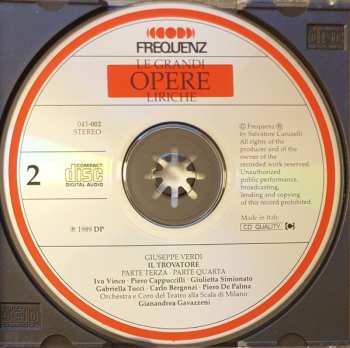 FREQUENZ
LE GRANDI
OPERE
LIRICHE
043-002
STEREO
2
COMPACT
disc
DIGITAL AUDIO
℗ 1989 DP
© Frequenz ®
by Salvatore Caruselli
All rights of the
producer and of the
owner of the
recorded work reserved.
Unauthorized
public performance,
broadcasting,
lending and copying
of this record prohibited.
Made in Italy
CD QUALITY
GIUSEPPE VERDI
IL TROVATORE
PARTE TERZA - PARTE QUARTA
Ivo Vinco - Piero Cappuccilli - Giulietta Simionato
Gabriella Tucci - Carlo Bergonzi - Piero De Palma
Orchestra e Coro del Teatro alla Scala di Milano
Gianandrea Gavazzeni